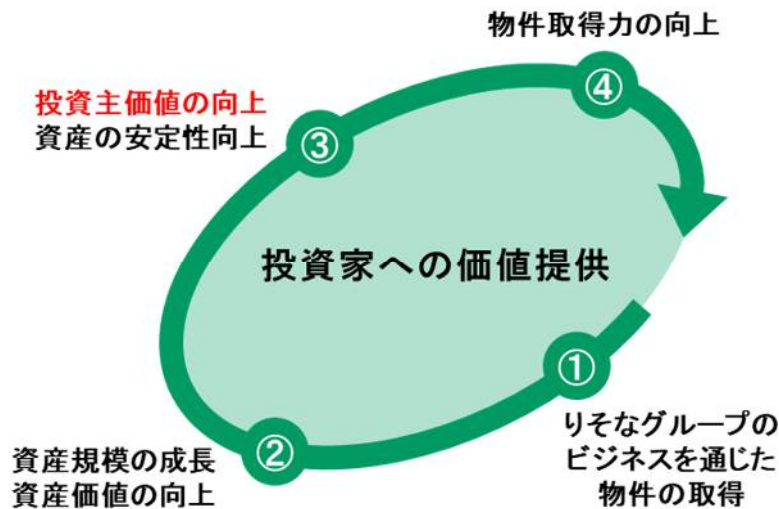 物件取得力の向上
④
投資主価値の向上
資産の安定性向上
③
投資家への価値提供
①
りそなグループの
ビジネスを通じた
物件の取得
②
資産規模の成長
資産価値の向上